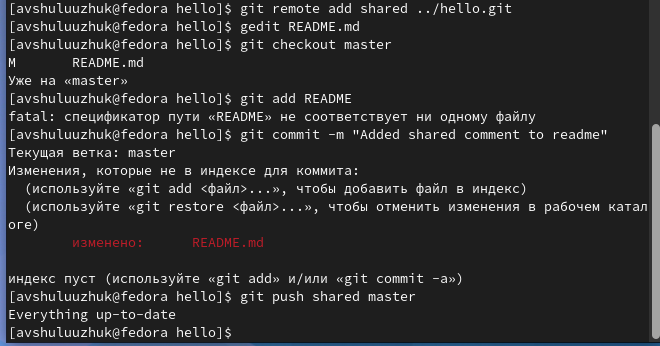 [avshuluuzhuk@fedora hello]$ git remote add shared ../hello.git
[avshuluuzhuk@fedora hello]$ gedit README.md
[avshuluuzhuk@fedora hello]$ git checkout master
M       README.md
Уже на «master»
[avshuluuzhuk@fedora hello]$ git add README
fatal: спецификатор пути «README» не соответствует ни одному файлу
[avshuluuzhuk@fedora hello]$ git commit -m "Added shared comment to readme"
Текущая ветка: master
Изменения, которые не в индексе для коммита:
  (используйте «git add <файл>...», чтобы добавить файл в индекс)
  (используйте «git restore <файл>...», чтобы отменить изменения в рабочем катал
оге)
        изменено:      README.md
индекс пуст (используйте «git add» и/или «git commit -a»)
[avshuluuzhuk@fedora hello]$ git push shared master
Everything up-to-date
[avshuluuzhuk@fedora hello]$